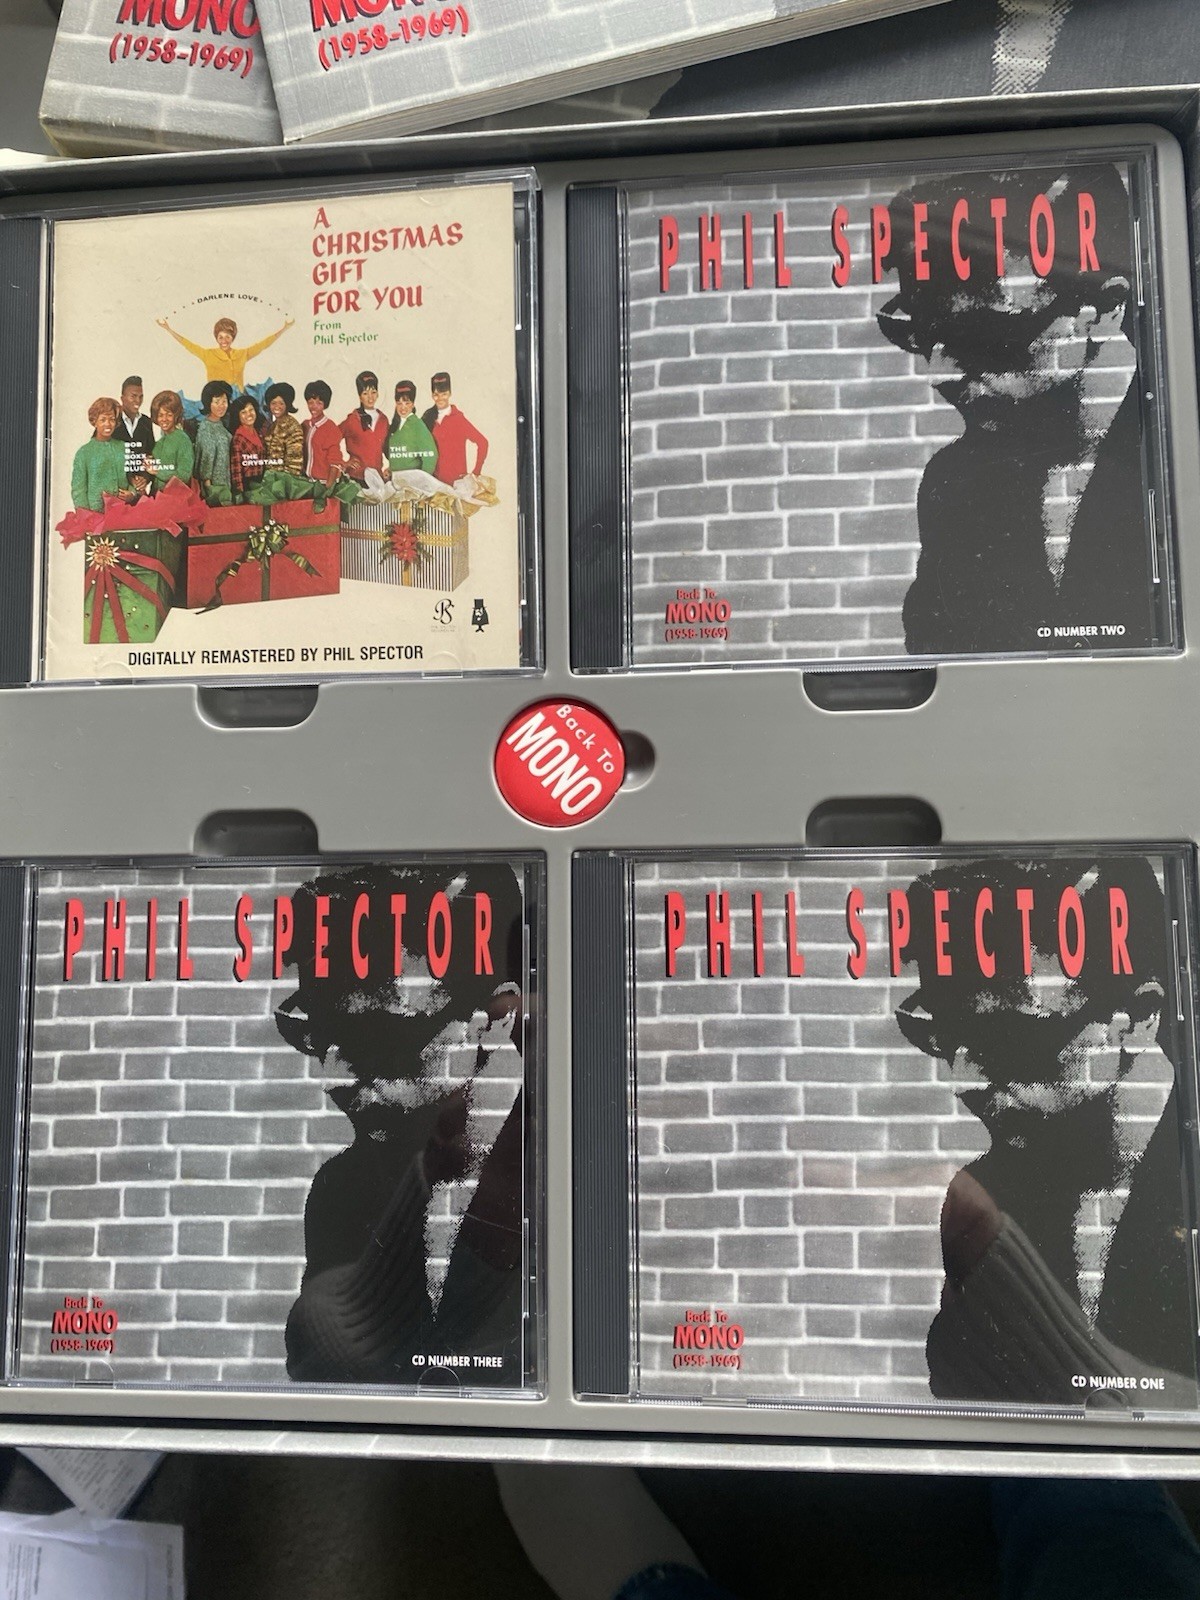 MONO
(1958-1969)
MONO
(1958-1969)
A
CHRISTMAS
GIFT
FOR YOU
From
Phil Spector
DARLENE LOVE
BOB
B.
SOXX
AND THE
BLUE JEANS
THE
CRYSTALS
THE
RONETTES
DIGITALLY REMASTERED BY PHIL SPECTOR
PHIL SPECTOR
Back To
MONO
(1958-1969)
CD NUMBER TWO
Back To
MONO
PHIL SPECTOR
Back To
MONO
(1958-1969)
CD NUMBER THREE
PHIL SPECTOR
Back To
MONO
(1958-1969)
CD NUMBER ONE